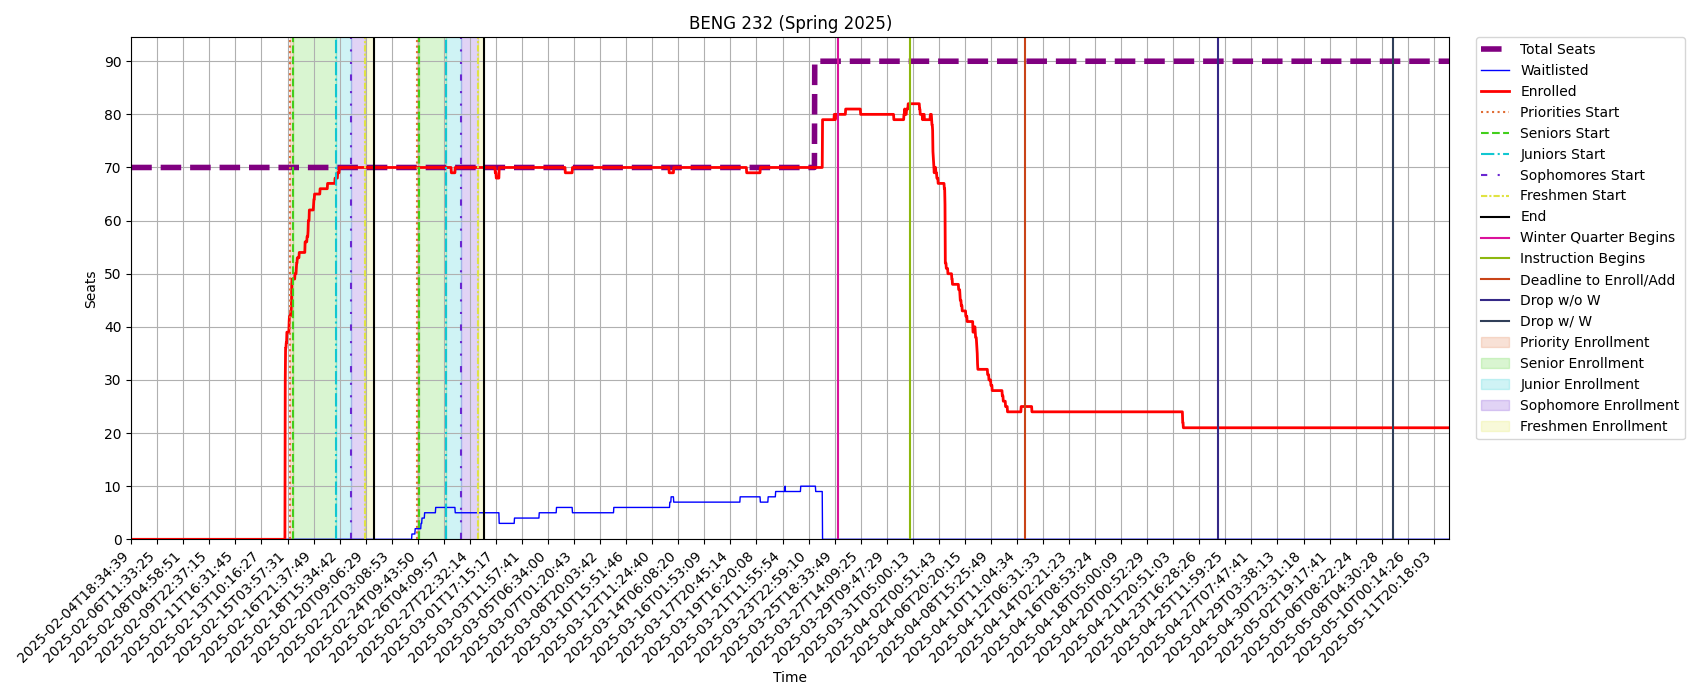 BENG 232 (Spring 2025)
Seats
90
80
70
60
50
40
30
20
10
0
2025-02-04T18:34:39
2025-02-06T11:33:25
2025-02-08T04:58:51
2025-02-09T22:37:15
2025-02-11T16:31:45
2025-02-13T10:16:27
2025-02-15T03:57:31
2025-02-16T21:37:49
2025-02-18T15:34:42
2025-02-20T09:06:29
2025-02-22T03:08:53
2025-02-24T09:43:50
2025-02-26T04:09:57
2025-02-27T22:32:14
2025-03-01T17:15:17
2025-03-03T11:57:41
2025-03-05T06:34:00
2025-03-07T01:20:43
2025-03-08T20:03:42
2025-03-10T15:51:46
2025-03-12T11:24:40
2025-03-14T06:08:20
2025-03-16T01:53:09
2025-03-17T20:45:14
2025-03-19T16:20:08
2025-03-21T11:55:54
2025-03-23T22:59:10
2025-03-25T18:33:49
2025-03-27T14:09:25
2025-03-29T09:47:29
2025-03-31T05:00:13
2025-04-02T00:51:43
2025-04-06T20:20:15
2025-04-08T15:25:49
2025-04-10T11:04:34
2025-04-12T06:31:33
2025-04-14T02:21:23
2025-04-16T08:53:24
2025-04-18T05:00:09
2025-04-20T00:52:29
2025-04-21T20:51:03
2025-04-23T16:28:26
2025-04-25T11:59:25
2025-04-27T07:47:41
2025-04-29T03:38:13
2025-04-30T23:31:18
2025-05-02T19:17:41
2025-05-06T08:22:24
2025-05-08T04:30:28
2025-05-10T00:14:26
2025-05-11T20:18:03
Time
Total Seats
Waitlisted
Enrolled
Priorities Start
Seniors Start
Juniors Start
Sophomores Start
Freshmen Start
End
Winter Quarter Begins
Instruction Begins
Deadline to Enroll/Add
Drop w/o W
Drop w/ W
Priority Enrollment
Senior Enrollment
Junior Enrollment
Sophomore Enrollment
Freshmen Enrollment